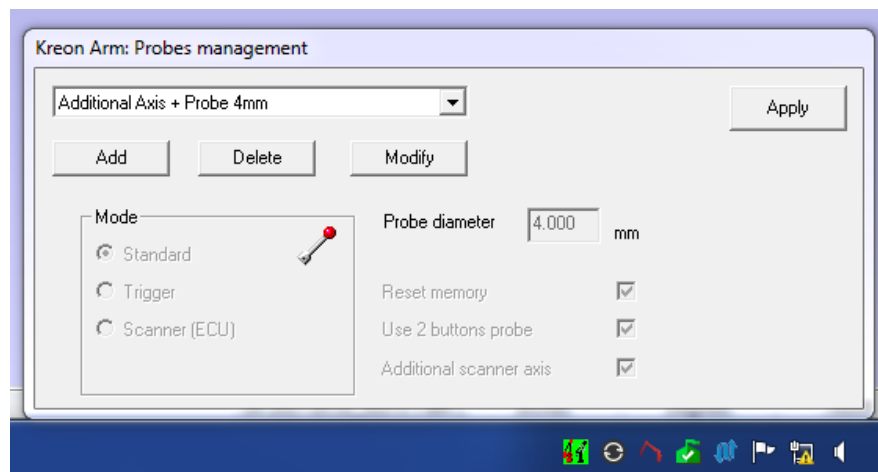 Kreon Arm: Probes management
Additional Axis + Probe 4mm
Apply
Add Delete Modify
Mode
Standard
Trigger
Scanner (ECU)
Probe diameter 4.000 mm
Reset memory
Use 2 buttons probe
Additional scanner axis